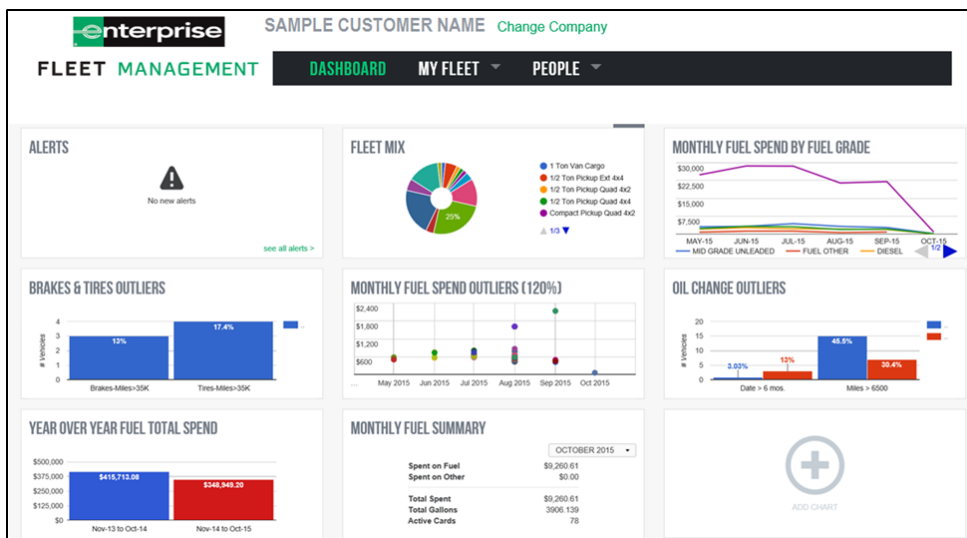 enterprise
SAMPLE CUSTOMER NAME Change Company
FLEET MANAGEMENT
DASHBOARD MY FLEET PEOPLE
ALERTS
No new alerts
see all alerts >
FLEET MIX
25%
1 Ton Van Cargo
1/2 Ton Pickup Ext 4x4
1/2 Ton Pickup Quad 4x2
1/2 Ton Pickup Quad 4x4
Compact Pickup Quad 4x2
1/3
MONTHLY FUEL SPEND BY FUEL GRADE
$30,000
$22,500
$15,000
$7,500
MAY-15 JUN-15 JUL-15 AUG-15 SEP-15 OCT-15
MID GRADE UNLEADED FUEL OTHER DIESEL 1/2
BRAKES & TIRES OUTLIERS
# Vehicles
4
3
2
1
0
13%
17.4%
Brakes-Miles>35K Tires-Miles>35K
...
MONTHLY FUEL SPEND OUTLIERS (120%)
$2,400
$1,800
$1,200
$600
... May 2015 Jun 2015 Jul 2015 Aug 2015 Sep 2015 Oct 2015
OIL CHANGE OUTLIERS
# Vehicles
20
15
10
5
0
3.03%
13%
45.5%
30.4%
Date > 6 mos. Miles > 6500
...
...
YEAR OVER YEAR FUEL TOTAL SPEND
$500,000
$375,000
$250,000
$125,000
$0
$415,713.08
$348,949.20
Nov-13 to Oct-14 Nov-14 to Oct-15
MONTHLY FUEL SUMMARY
OCTOBER 2015
Spent on Fuel $9,260.61
Spent on Other $0.00
Total Spent $9,260.61
Total Gallons 3906.139
Active Cards 78
ADD CHART